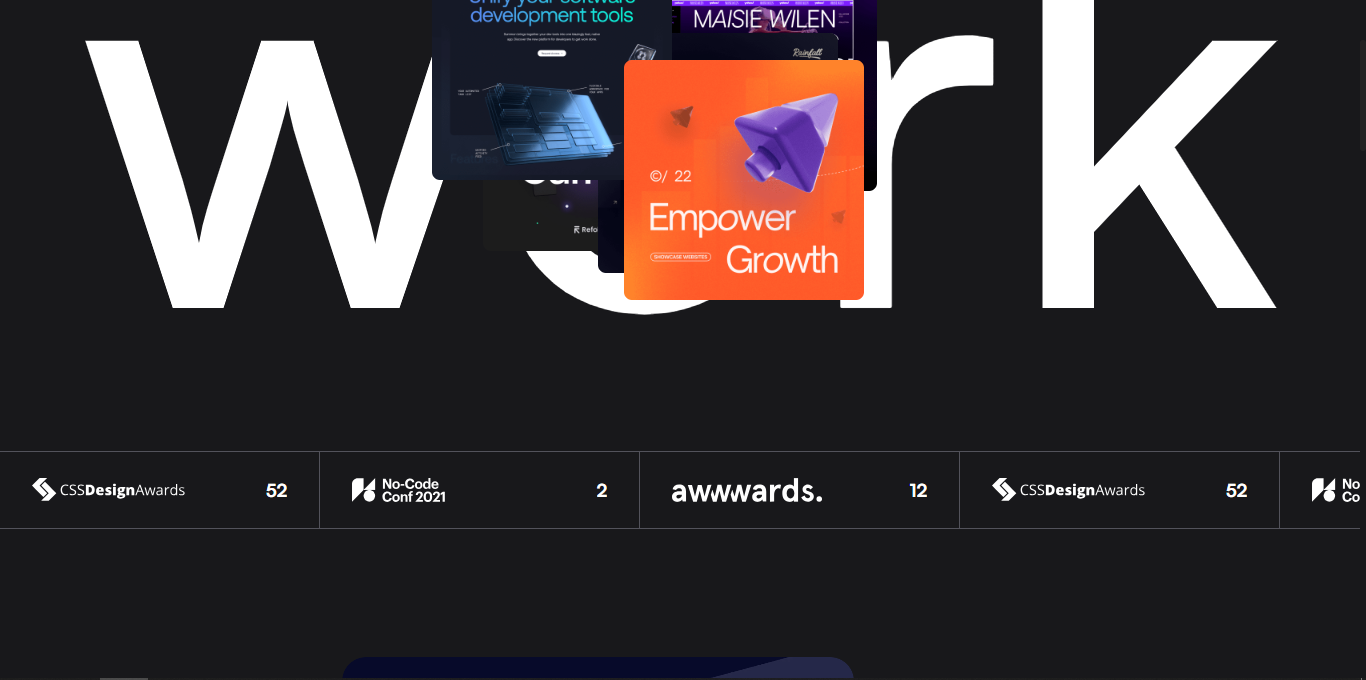 work
development tools
MAISIE WILEN
Rainfall
©/ 22
Empower
Growth
SHOWCASE WEBSITES
CSSDesignAwards
52
No-Code
Conf 2021
2
awwwards.
12
CSSDesignAwards
52
No
Co